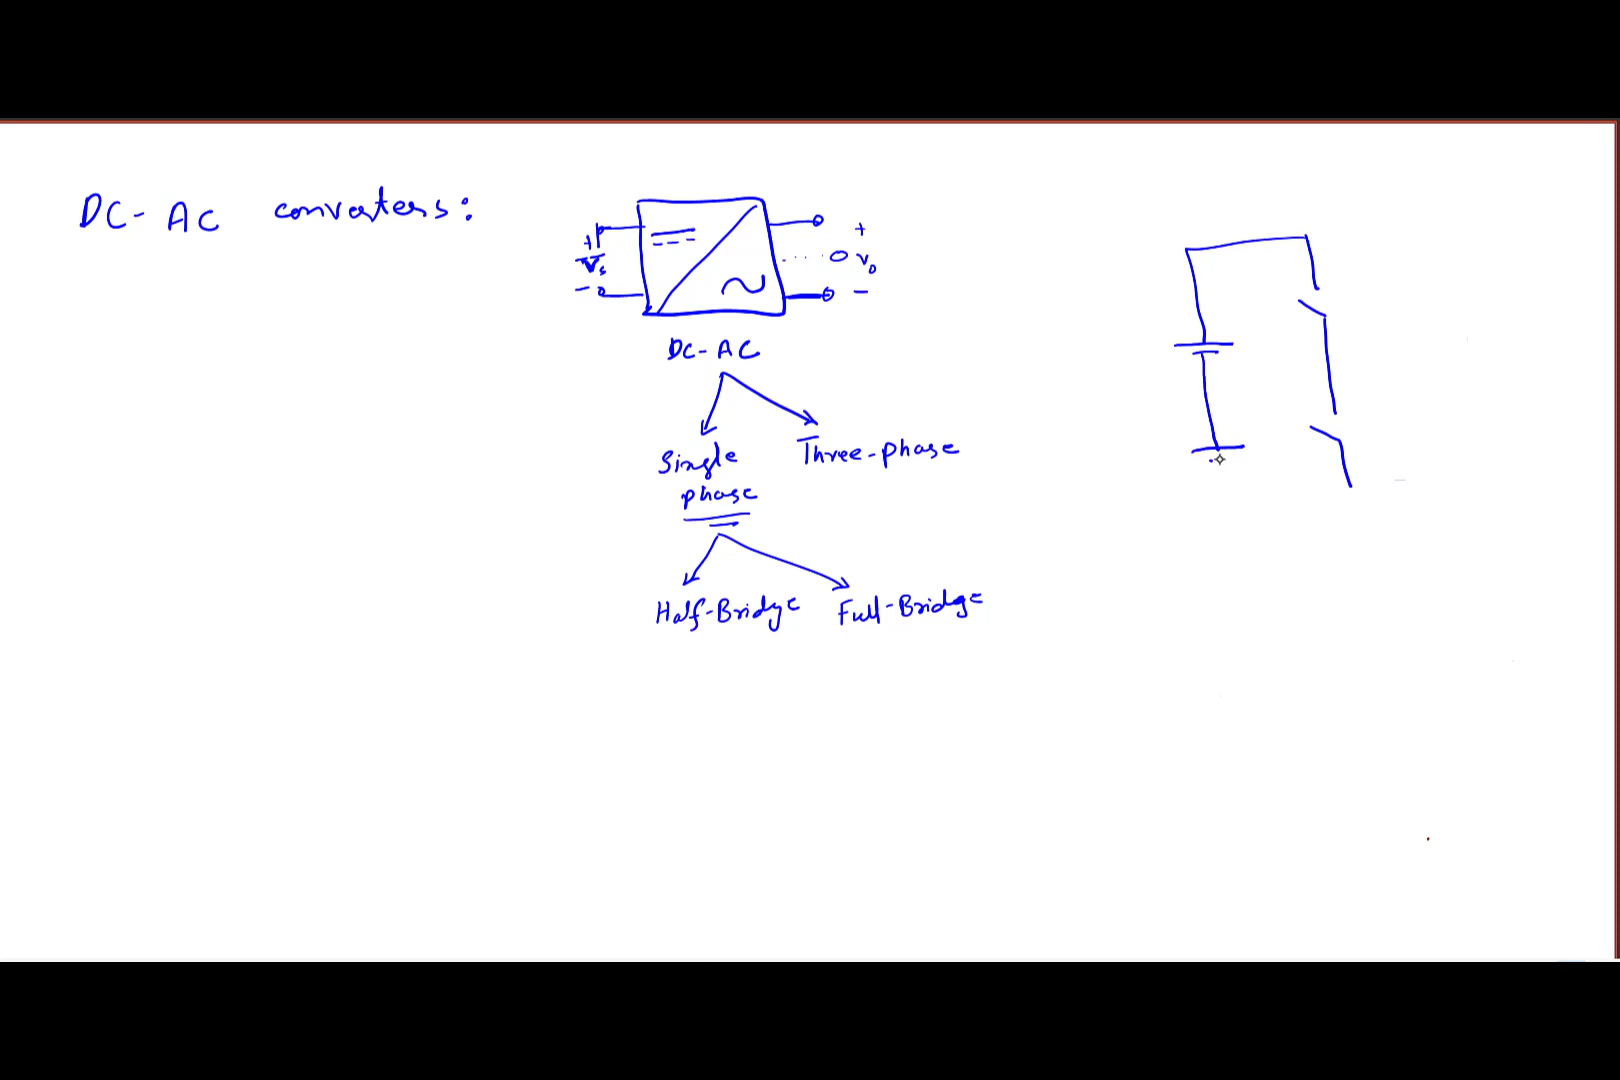 DC- AC converters:
+
Vs
-
+
vo
-
DC-AC
Single
phase
Three-phase
Half-Bridge Full-Bridge